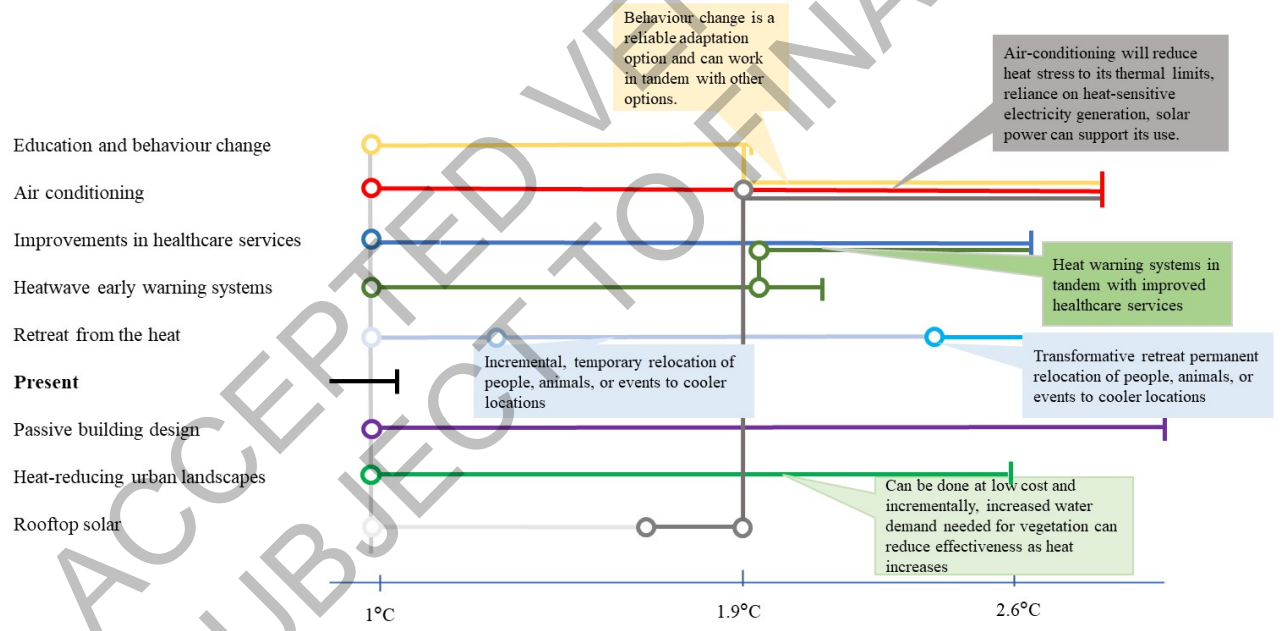 Behaviour change is a
reliable adaptation
option and can work
in tandem with other
options.
Air-conditioning will reduce
heat stress to its thermal limits,
reliance on heat-sensitive
electricity generation, solar
power can support its use.
Education and behaviour change
Air conditioning
Improvements in healthcare services
Heatwave early warning systems
Heat warning systems in
tandem with improved
healthcare services
Retreat from the heat
Incremental, temporary relocation of
people, animals, or events to cooler
locations
Transformative retreat permanent
relocation of people, animals, or
events to cooler locations
Present
Passive building design
Heat-reducing urban landscapes
Can be done at low cost and
incrementally, increased water
demand needed for vegetation can
reduce effectiveness as heat
increases
Rooftop solar
1°C
1.9°C
2.6°C
ACCEPTED
TO